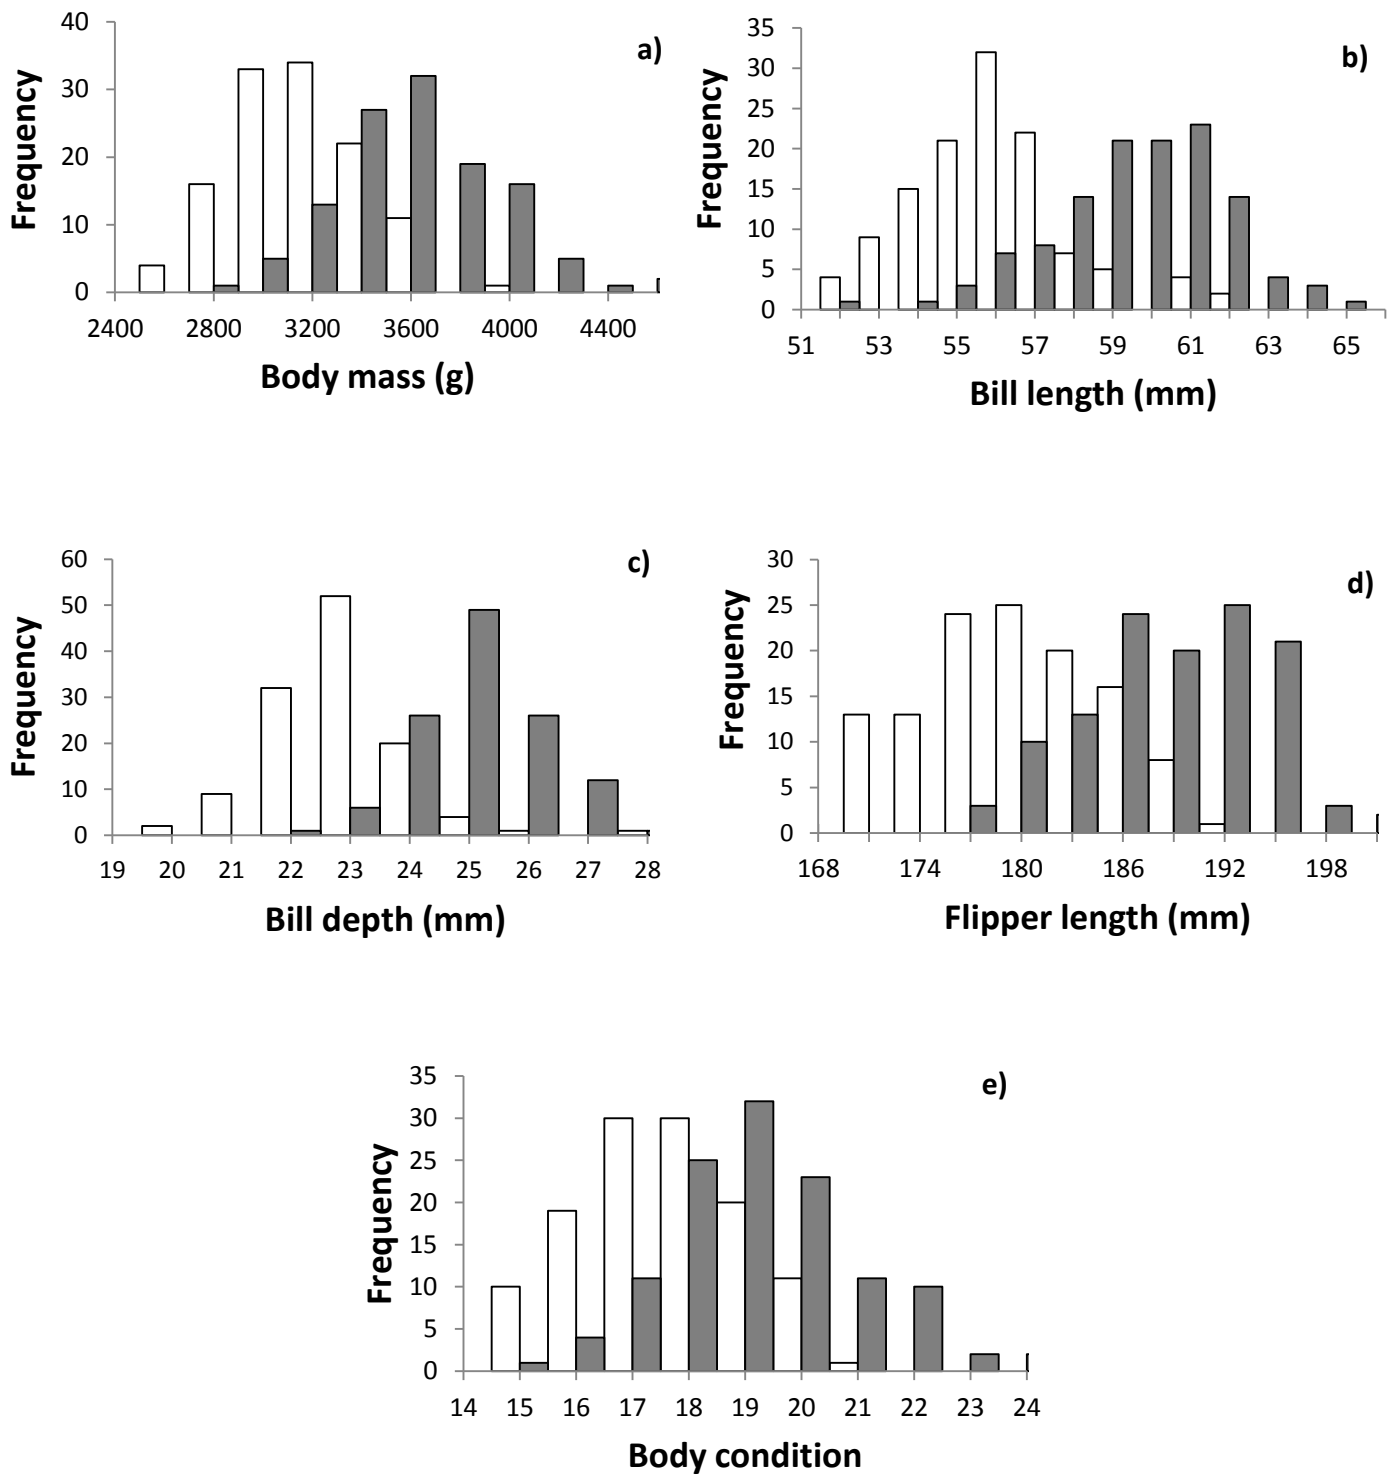 a)
Frequency
40
30
20
10
0
2400 2800 3200 3600 4000 4400
Body mass (g)
b)
Frequency
35
30
25
20
15
10
5
0
51 53 55 57 59 61 63 65
Bill length (mm)
c)
Frequency
60
50
40
30
20
10
0
19 20 21 22 23 24 25 26 27 28
Bill depth (mm)
d)
Frequency
30
25
20
15
10
5
0
168 174 180 186 192 198
Flipper length (mm)
e)
Frequency
35
30
25
20
15
10
5
0
14 15 16 17 18 19 20 21 22 23 24
Body condition